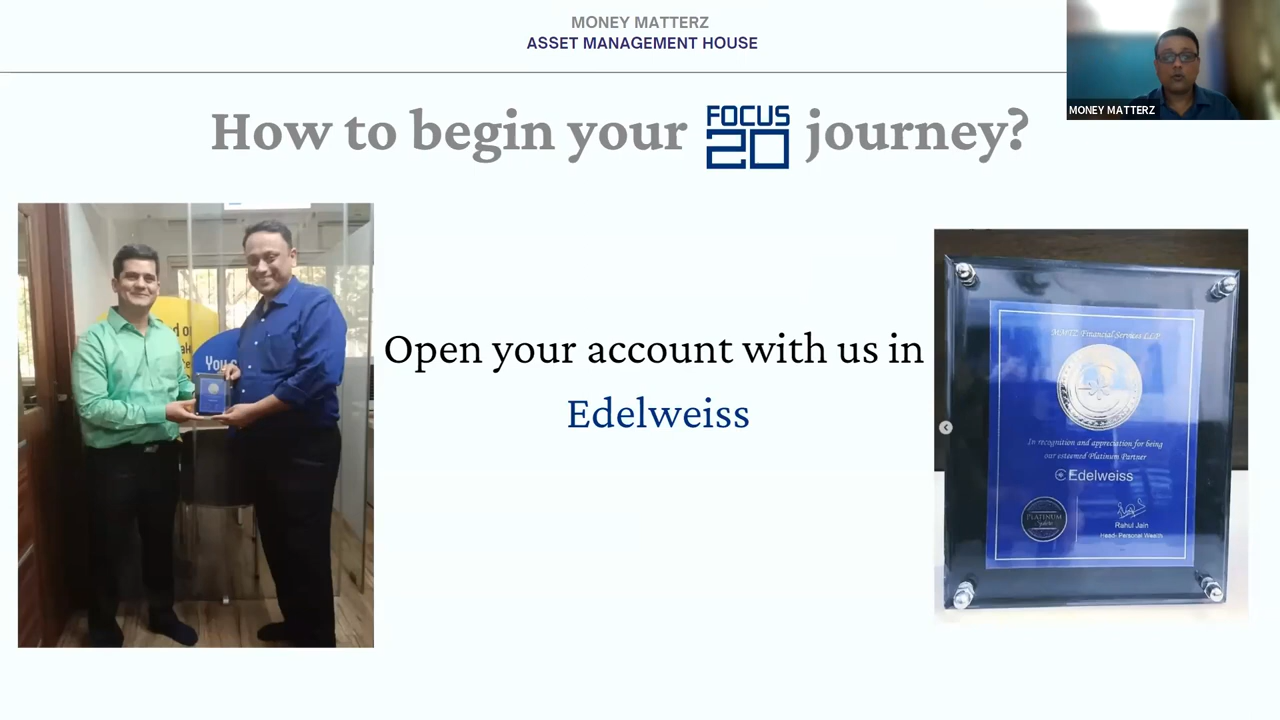 MONEY MATTERZ
ASSET MANAGEMENT HOUSE
MONEY MATTERZ
How to begin your FOCUS 20 journey?
You
Open your account with us in
Edelweiss
Financial Services LLP
In recognition and appreciation for being
our esteemed Platinum Partner
Edelweiss
PLATINUM
Rahul Jain
Head- Personal Wealth